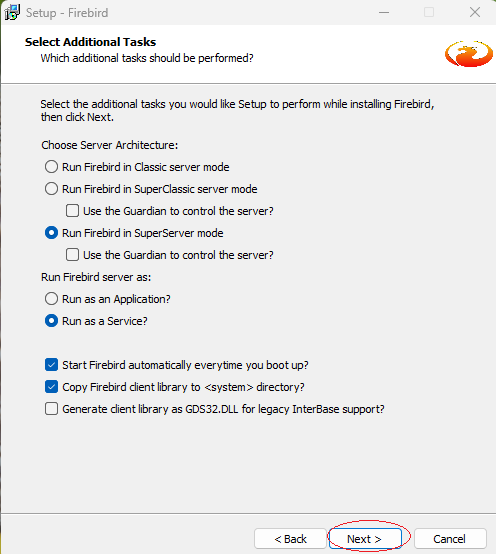 Setup - Firebird
Select Additional Tasks
Which additional tasks should be performed?
Select the additional tasks you would like Setup to perform while installing Firebird,
then click Next.
Choose Server Architecture:
Run Firebird in Classic server mode
Run Firebird in SuperClassic server mode
Use the Guardian to control the server?
Run Firebird in SuperServer mode
Use the Guardian to control the server?
Run Firebird server as:
Run as an Application?
Run as a Service?
Start Firebird automatically everytime you boot up?
Copy Firebird client library to <system> directory?
Generate client library as GDS32.DLL for legacy InterBase support?
< Back Next > Cancel